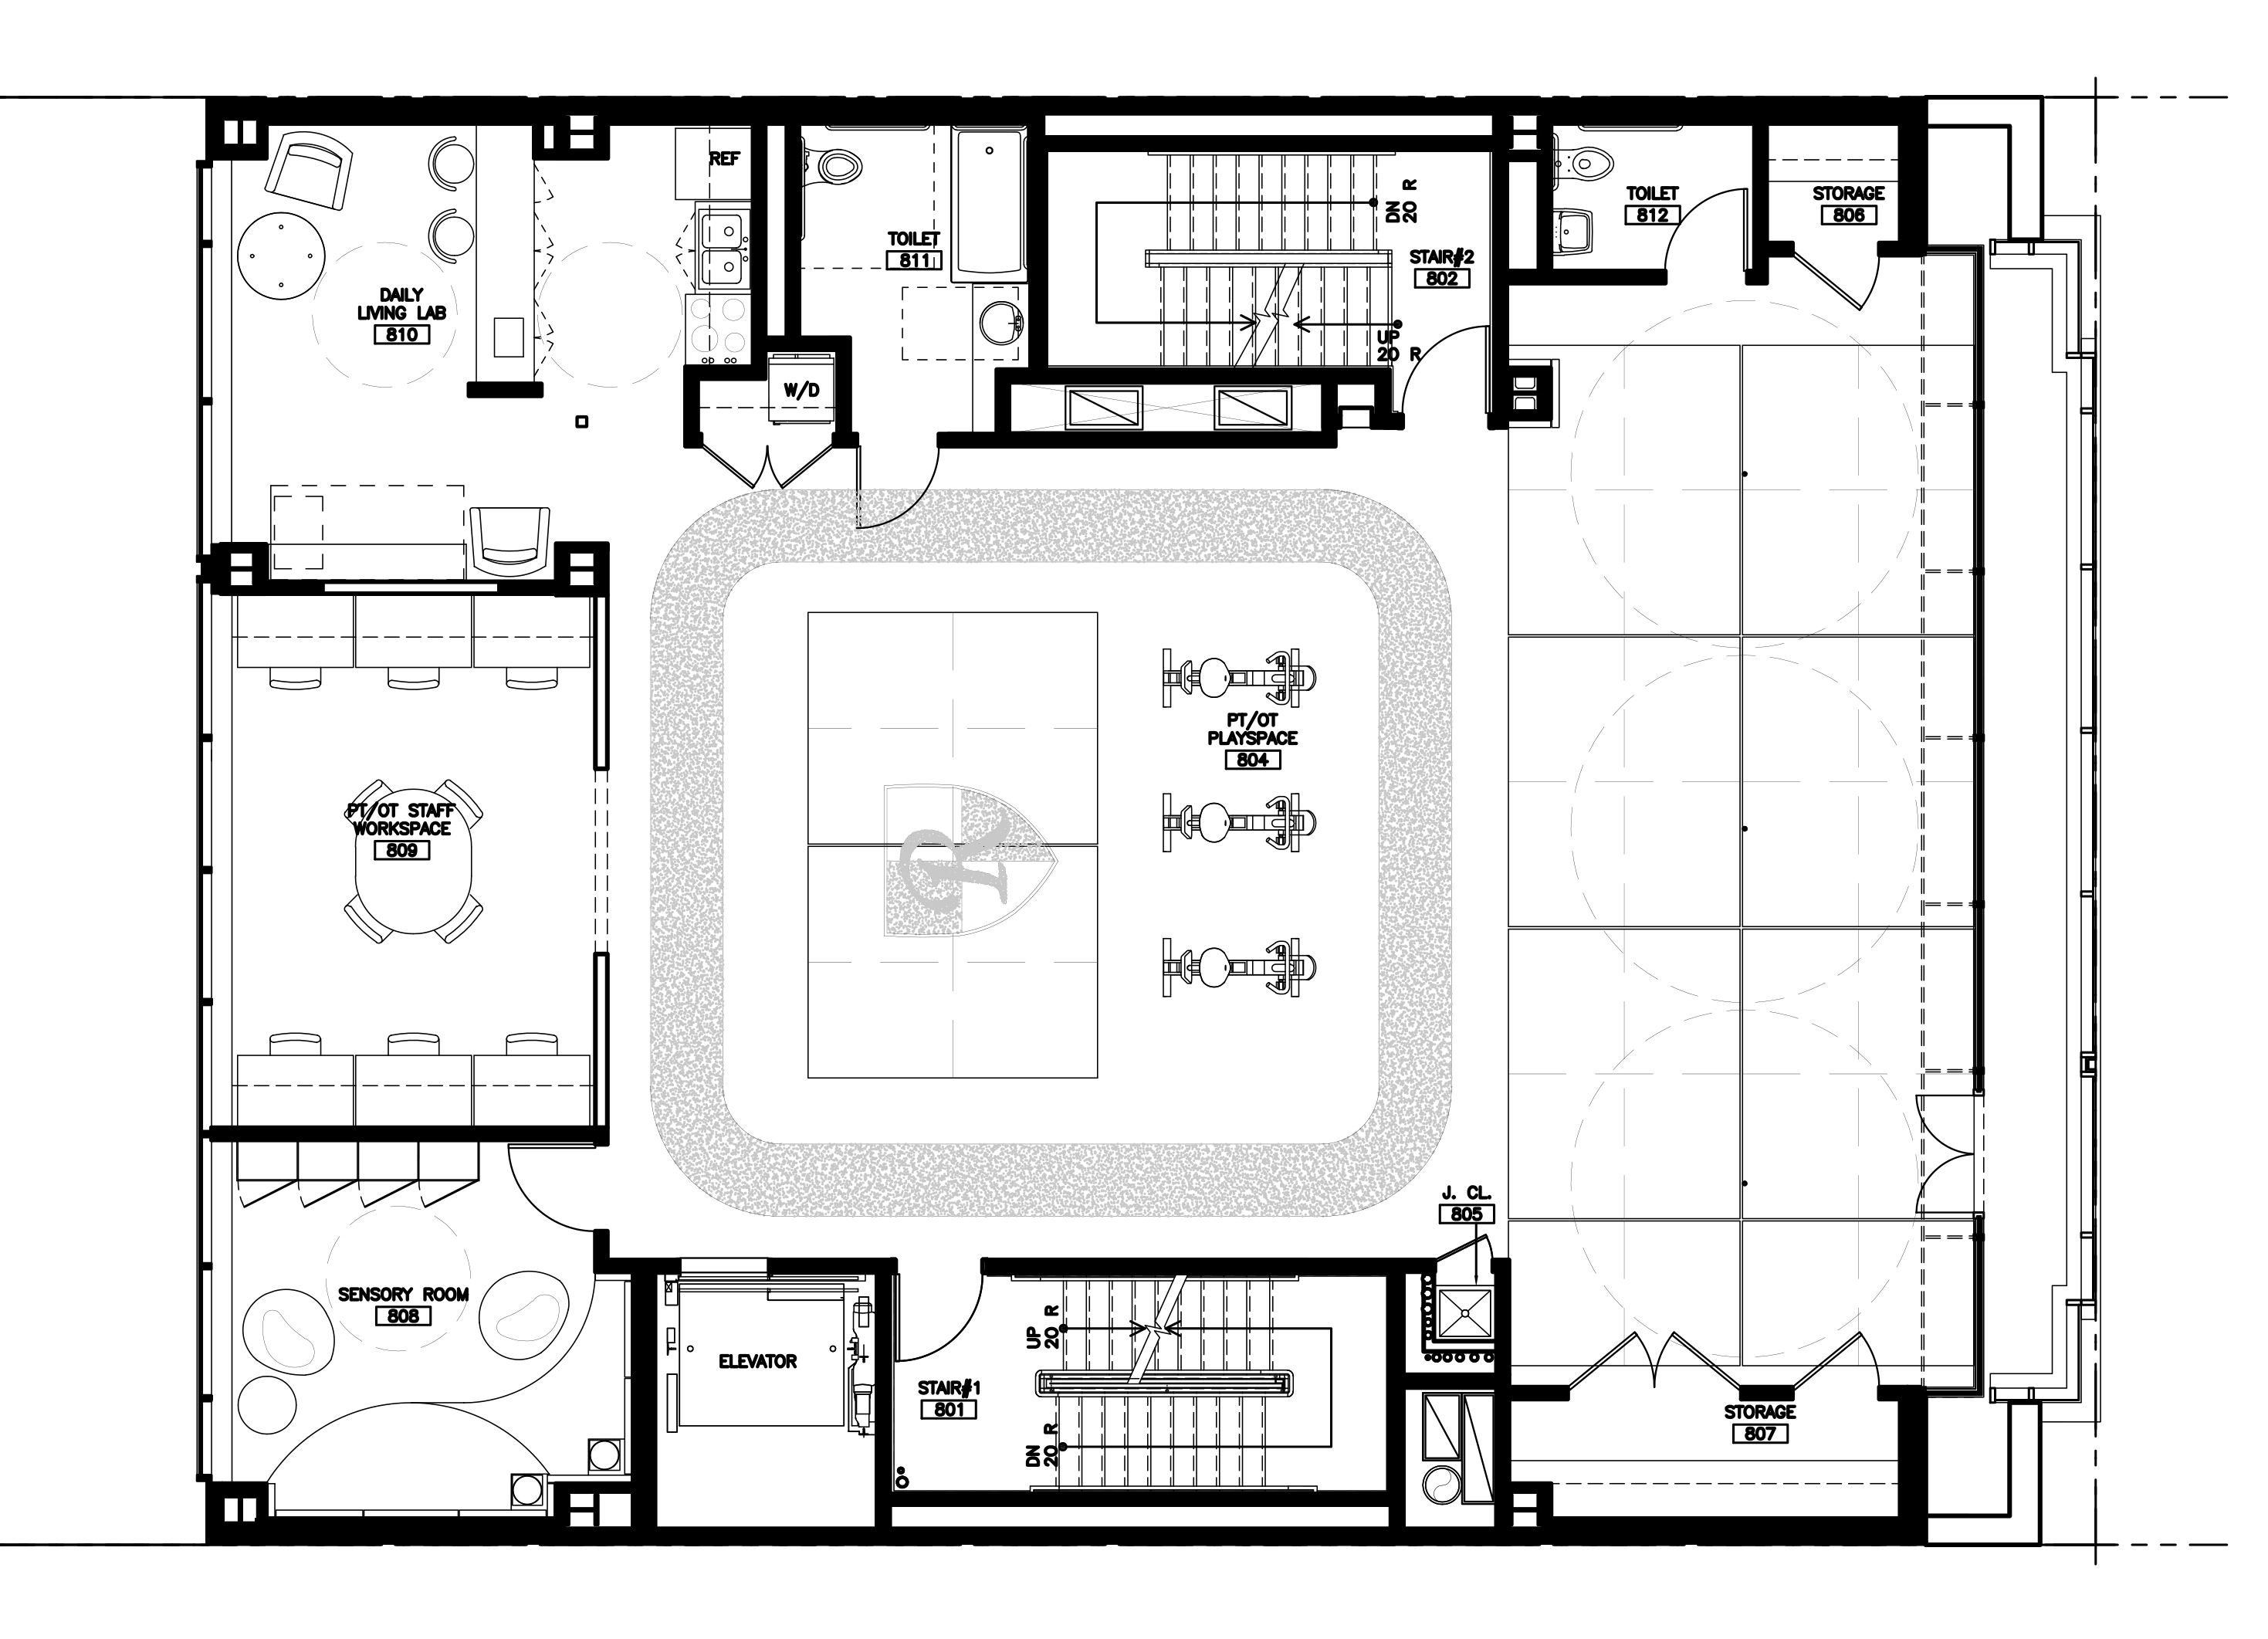 REF
TOILET
811
DN
20 R
STAIR#2
802
UP
20 R
TOILET
812
STORAGE
806
DAILY
LIVING LAB
810
W/D
PT/OT
PLAYSPACE
804
PT/OT STAFF
WORKSPACE
809
R
J. CL.
805
SENSORY ROOM
808
ELEVATOR
UP
20 R
STAIR#1
801
DN
20 R
STORAGE
807